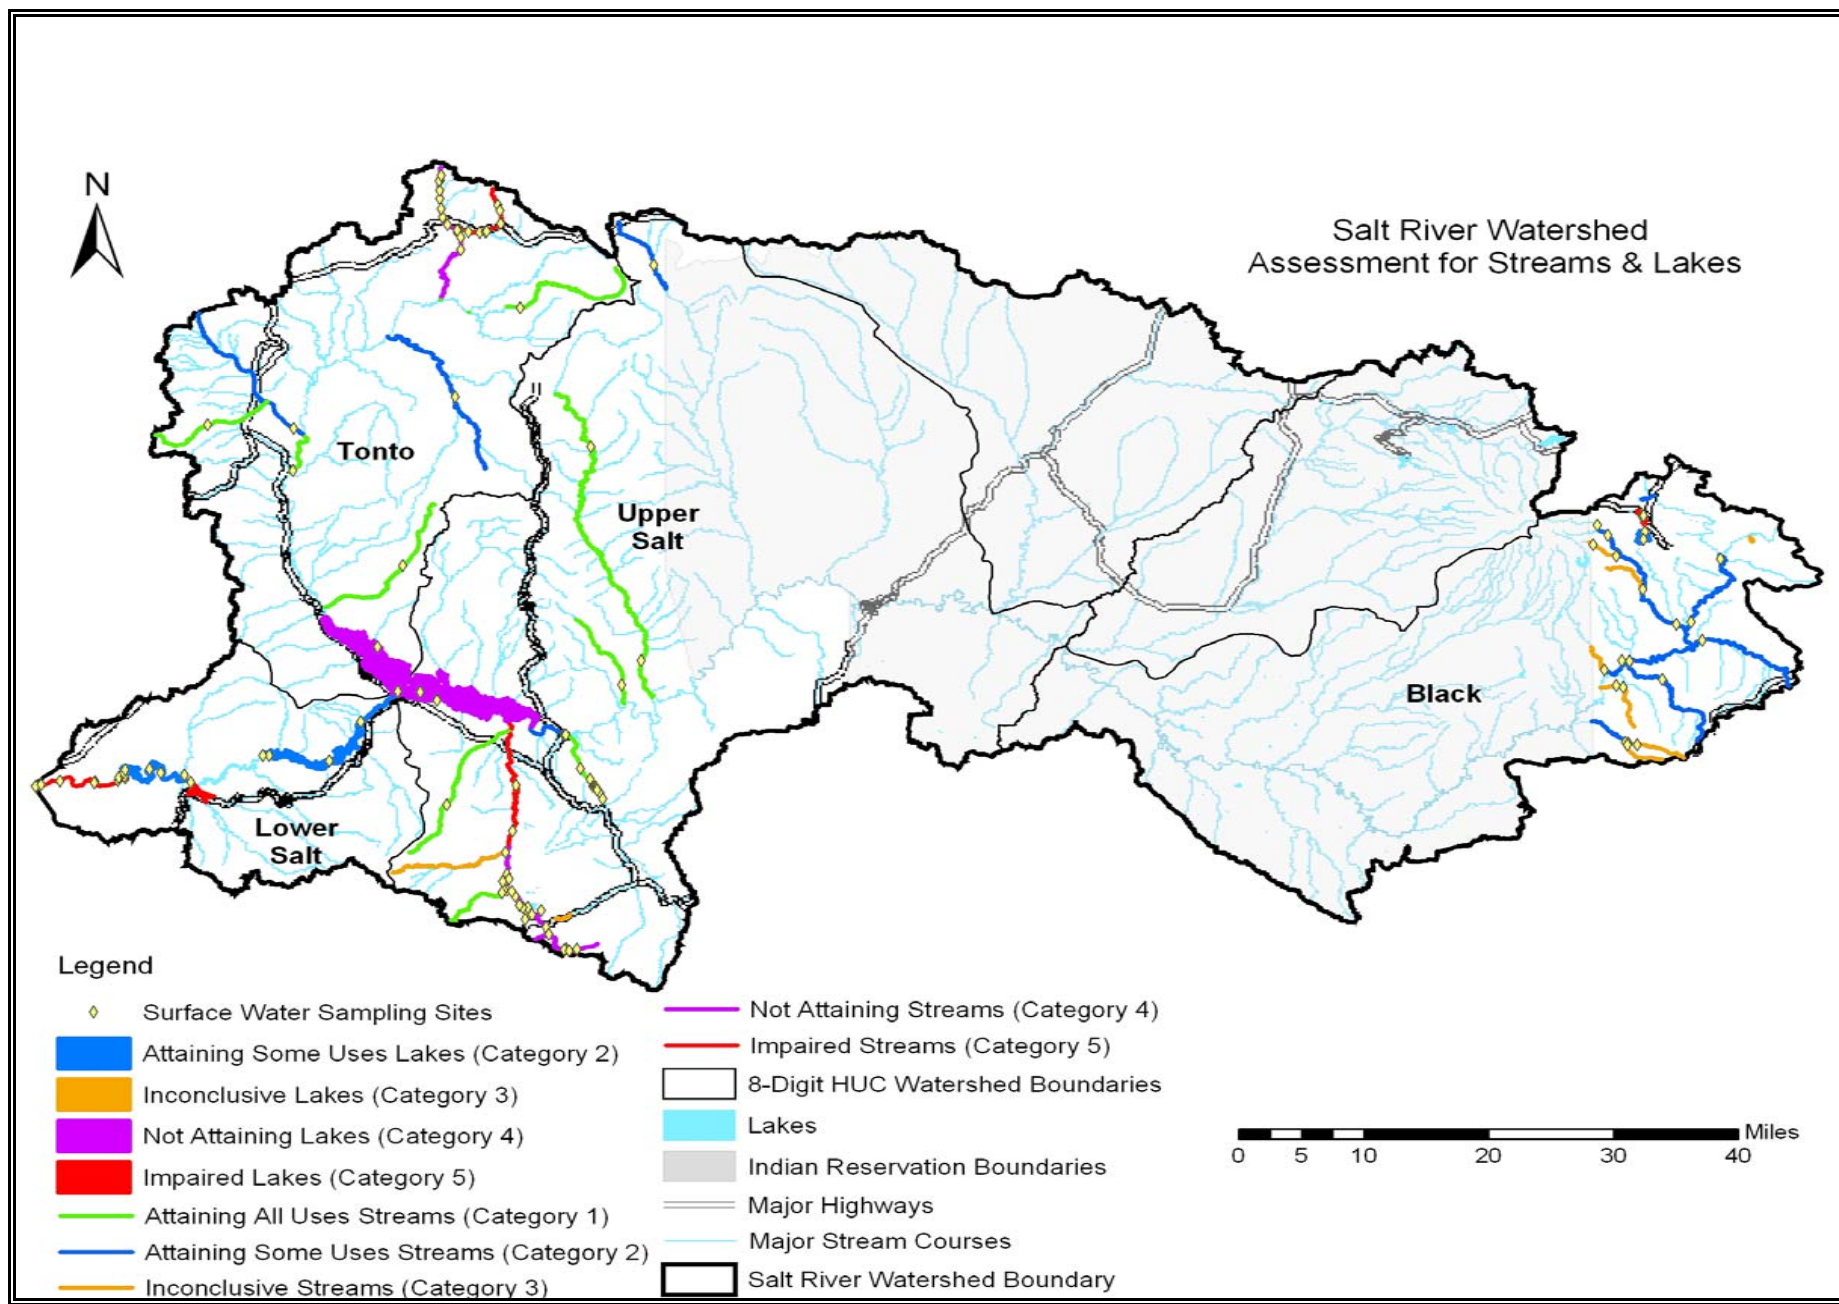 N
Salt River Watershed
Assessment for Streams & Lakes
Tonto
Upper
Salt
Black
Lower
Salt
Legend
Surface Water Sampling Sites
Attaining Some Uses Lakes (Category 2)
Inconclusive Lakes (Category 3)
Not Attaining Lakes (Category 4)
Impaired Lakes (Category 5)
Attaining All Uses Streams (Category 1)
Attaining Some Uses Streams (Category 2)
Inconclusive Streams (Category 3)
Not Attaining Streams (Category 4)
Impaired Streams (Category 5)
8-Digit HUC Watershed Boundaries
Lakes
Indian Reservation Boundaries
Major Highways
Major Stream Courses
Salt River Watershed Boundary
Miles
0 5 10 20 30 40